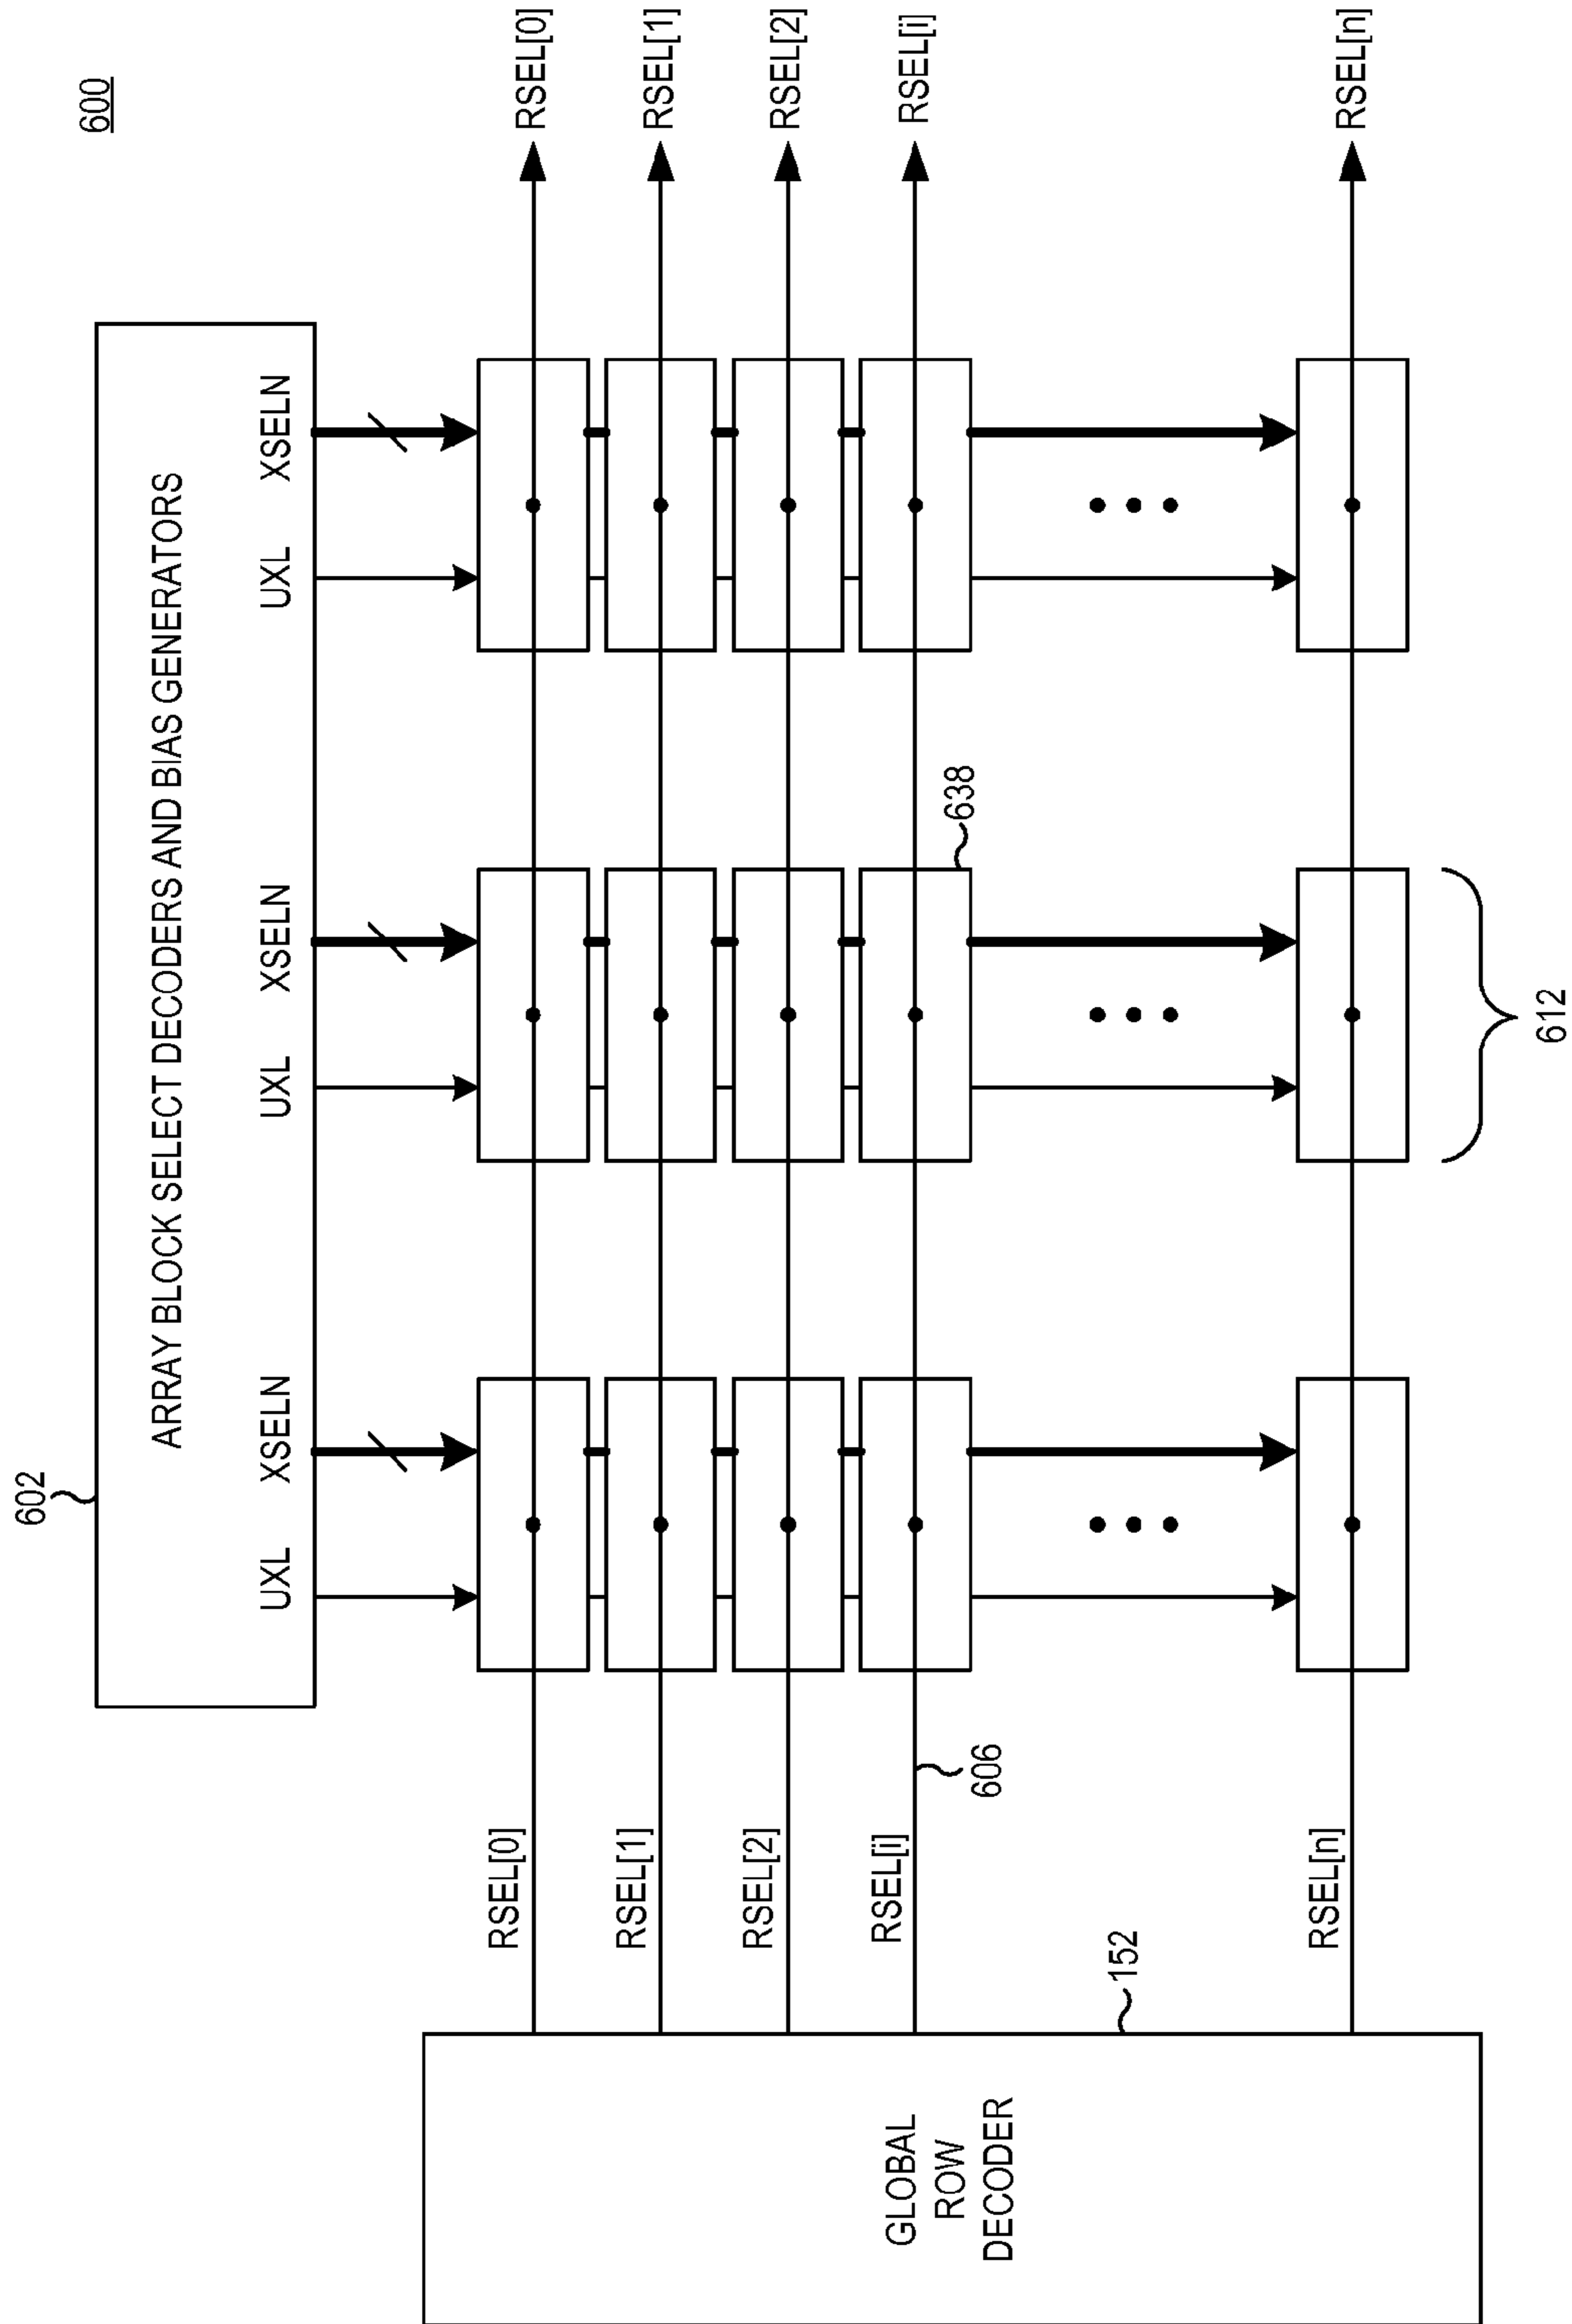 600
602
ARRAY BLOCK SELECT DECODERS AND BIAS GENERATORS
UXL XSELN UXL XSELN UXL XSELN
RSEL[0] RSEL[0]
RSEL[1] RSEL[1]
RSEL[2] RSEL[2]
RSEL[i] RSEL[i]
606 638
GLOBAL
ROW
DECODER
152
RSEL[n] RSEL[n]
612